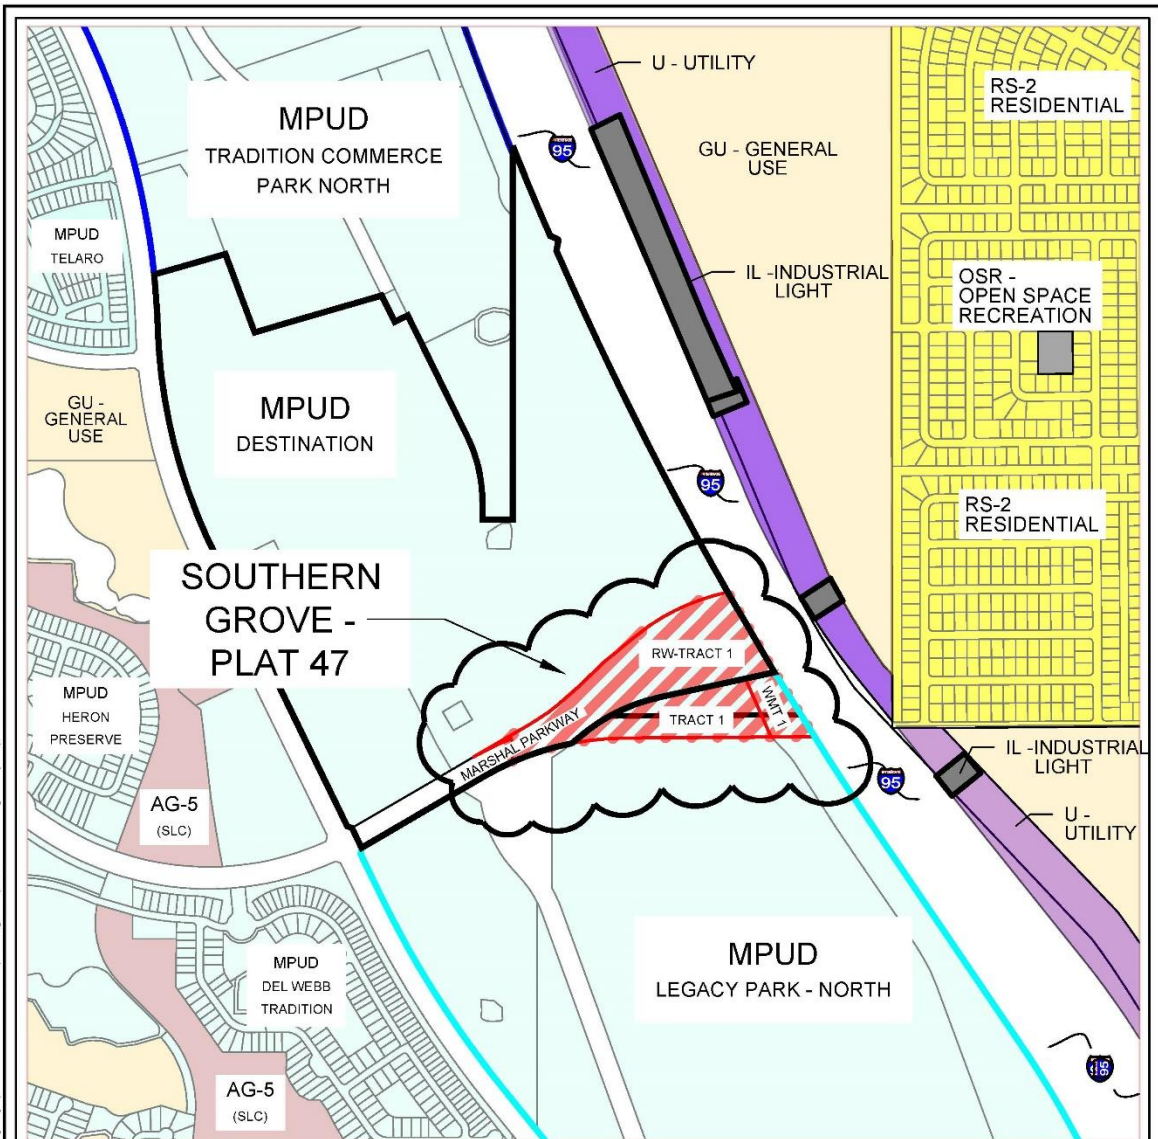 U - UTILITY
RS-2
RESIDENTIAL
MPUD
TRADITION COMMERCE
PARK NORTH
95
GU - GENERAL
USE
MPUD
TELARO
IL -INDUSTRIAL
LIGHT
OSR -
OPEN SPACE
RECREATION
GU -
GENERAL
USE
MPUD
DESTINATION
95
RS-2
RESIDENTIAL
SOUTHERN
GROVE -
PLAT 47
RW-TRACT 1
MPUD
HERON
PRESERVE
WMT 1
TRACT 1
MARSHAL PARKWAY
IL -INDUSTRIAL
LIGHT
95
AG-5
(SLC)
U -
UTILITY
MPUD
DEL WEBB
TRADITION
MPUD
LEGACY PARK - NORTH
95
AG-5
(SLC)